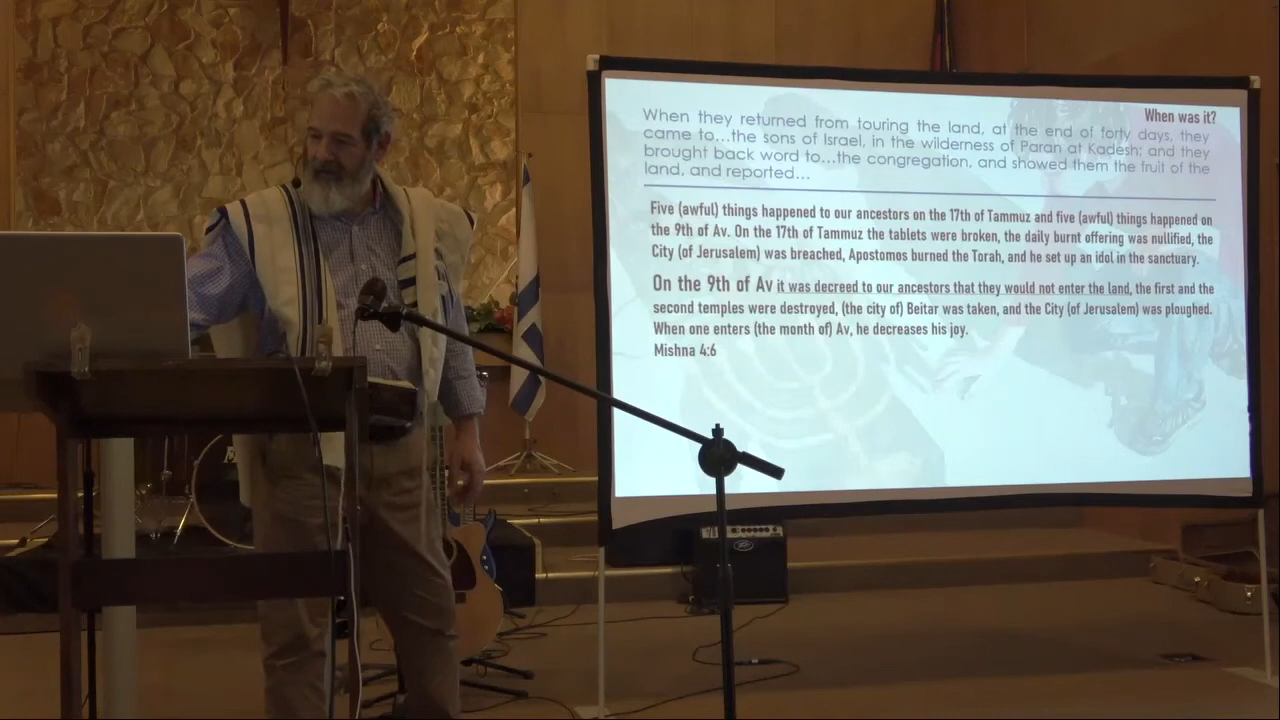 When was it?
When they returned from touring the land, at the end of forty days, they
came to...the sons of Israel, in the wilderness of Paran at Kadesh; and they
brought back word to...the congregation, and showed them the fruit of the
land, and reported...
Five (awful) things happened to our ancestors on the 17th of Tammuz and five (awful) things happened on
the 9th of Av. On the 17th of Tammuz the tablets were broken, the daily burnt offering was nullified, the
City (of Jerusalem) was breached, Apostomos burned the Torah, and he set up an idol in the sanctuary.
On the 9th of Av it was decreed to our ancestors that they would not enter the land, the first and the
second temples were destroyed, (the city of) Beitar was taken, and the City (of Jerusalem) was ploughed.
When one enters (the month of) Av, he decreases his joy.
Mishna 4:6